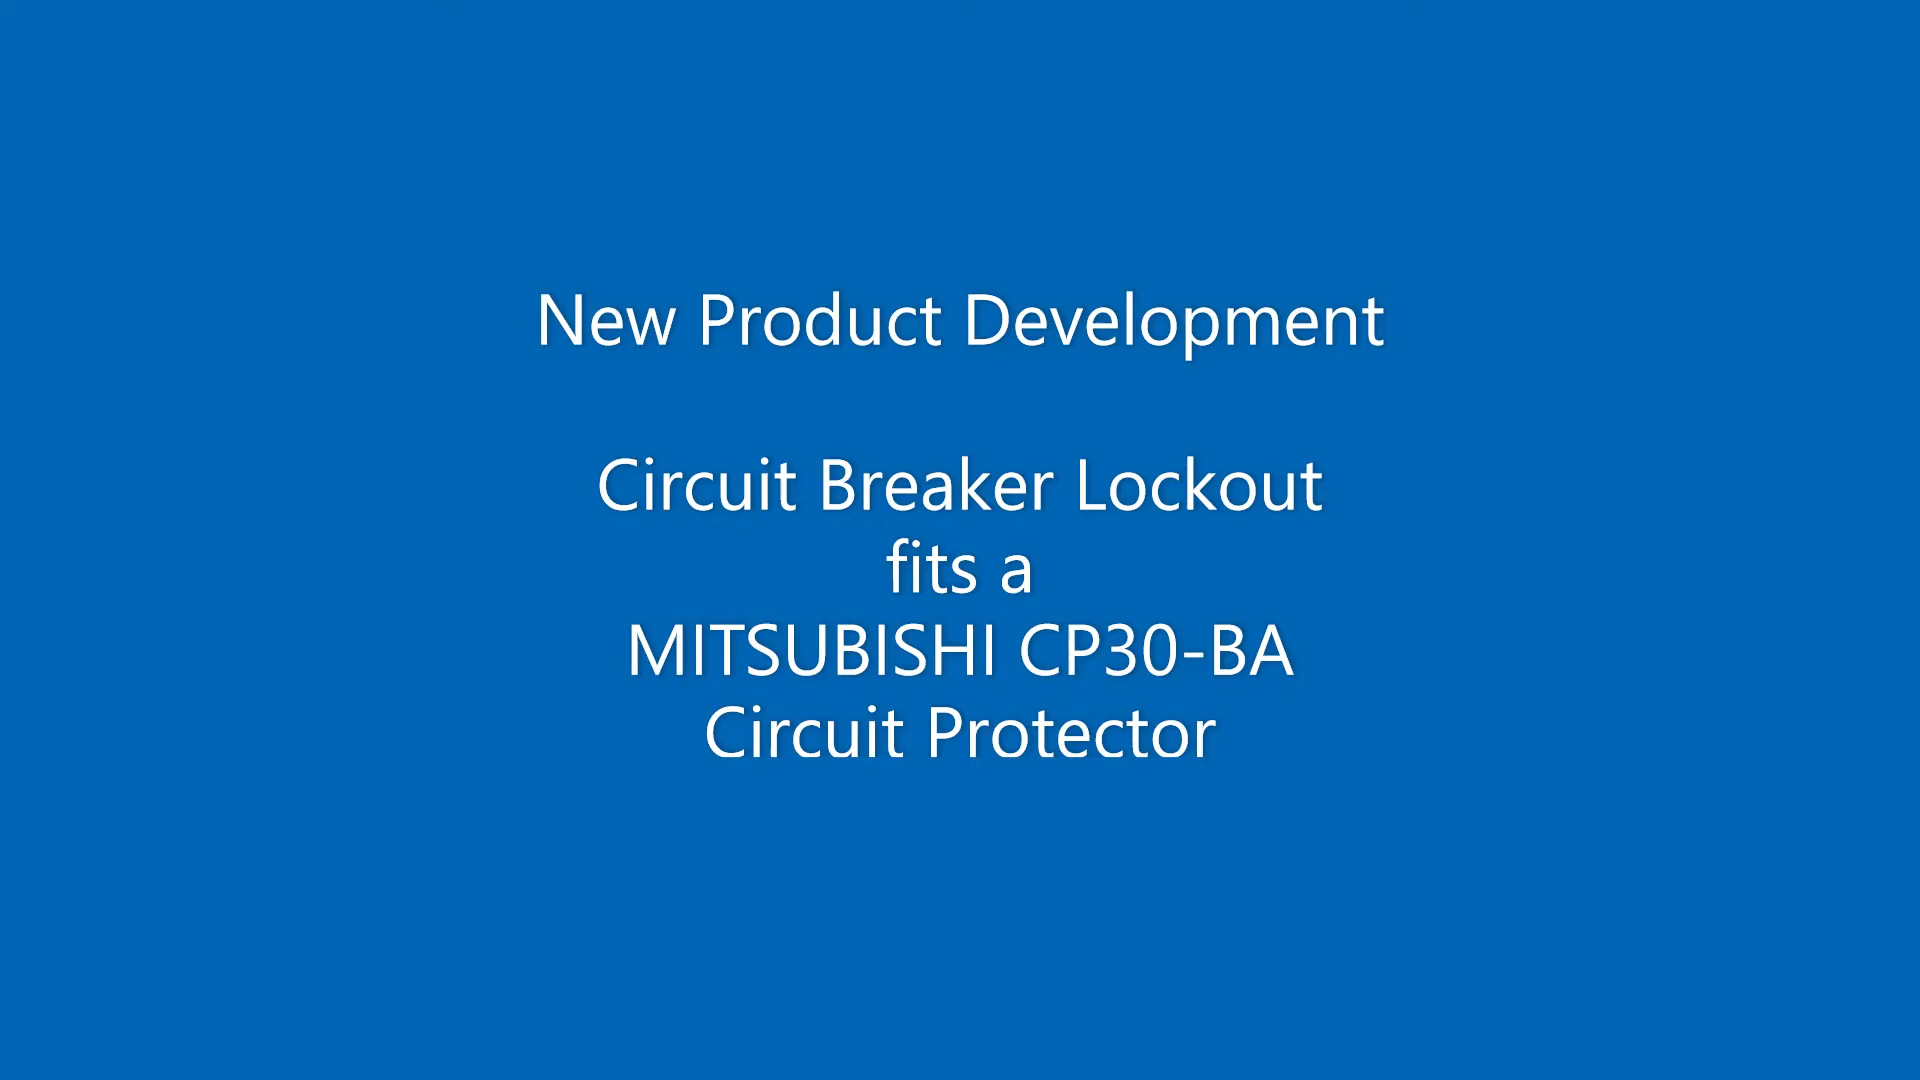 New Product Development
Circuit Breaker Lockout
fits a
MITSUBISHI CP30-BA
Circuit Protector